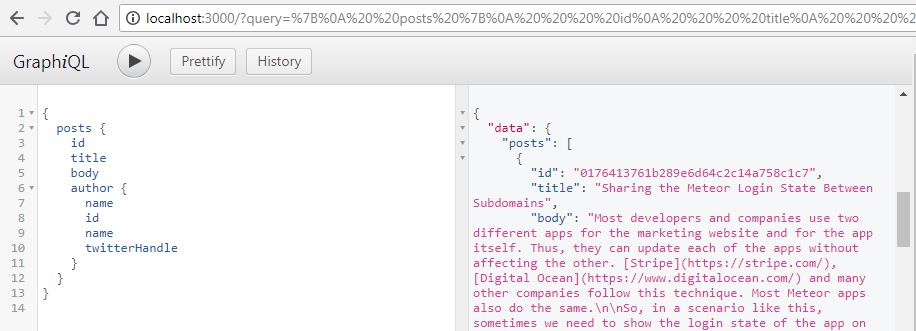 localhost:3000/?query=%7B%0A%20%20posts%20%7B%0A%20%20%20%20id%0A%20%20%20%20title%0A%20%20%20%2
GraphiQL
Prettify
History
1
2
3
4
5
6
7
8
9
10
11
12
13
14
{
posts {
id
title
body
author {
name
id
name
twitterHandle
}
}
}
{
"data": {
"posts": [
{
"id": "0176413761b289e6d64c2c14a758c1c7",
"title": "Sharing the Meteor Login State Between
Subdomains",
"body": "Most developers and companies use two
different apps for the marketing website and for the app
itself. Thus, they can update each of the apps without
affecting the other. [Stripe](https://stripe.com/),
[Digital Ocean](https://www.digitalocean.com/) and many
other companies follow this technique. Most Meteor apps
also do the same.\n\nSo, in a scenario like this,
sometimes we need to show the login state of the app on